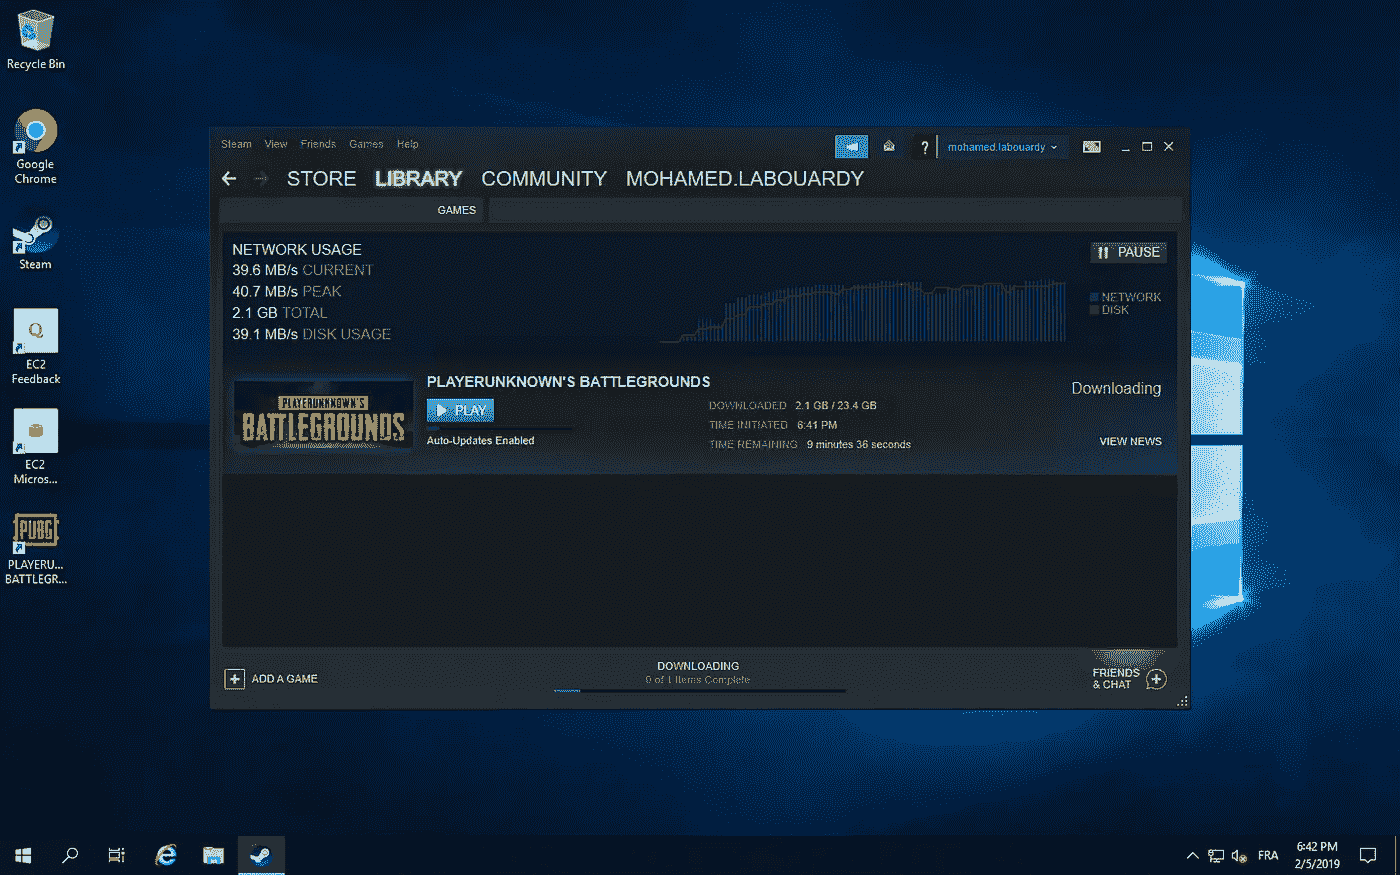 Recycle Bin
Google
Chrome
Steam
EC2
Feedback
EC2
Micros...
PUBG
PLAYERU...
BATTLEGR...
Steam View Friends Games Help
? mohamed.labouardy
STORE LIBRARY COMMUNITY MOHAMED.LABOUARDY
GAMES
NETWORK USAGE
39.6 MB/s CURRENT
40.7 MB/s PEAK
2.1 GB TOTAL
39.1 MB/s DISK USAGE
PAUSE
NETWORK
DISK
PLAYERUNKNOWN'S
BATTLEGROUNDS
PLAYERUNKNOWN'S BATTLEGROUNDS
PLAY
Auto-Updates Enabled
DOWNLOADED 2.1 GB / 23.4 GB
TIME INITIATED 6:41 PM
TIME REMAINING 9 minutes 36 seconds
Downloading
VIEW NEWS
ADD A GAME
DOWNLOADING
0 of 1 Items Complete
FRIENDS
& CHAT
FRA
6:42 PM
2/5/2019